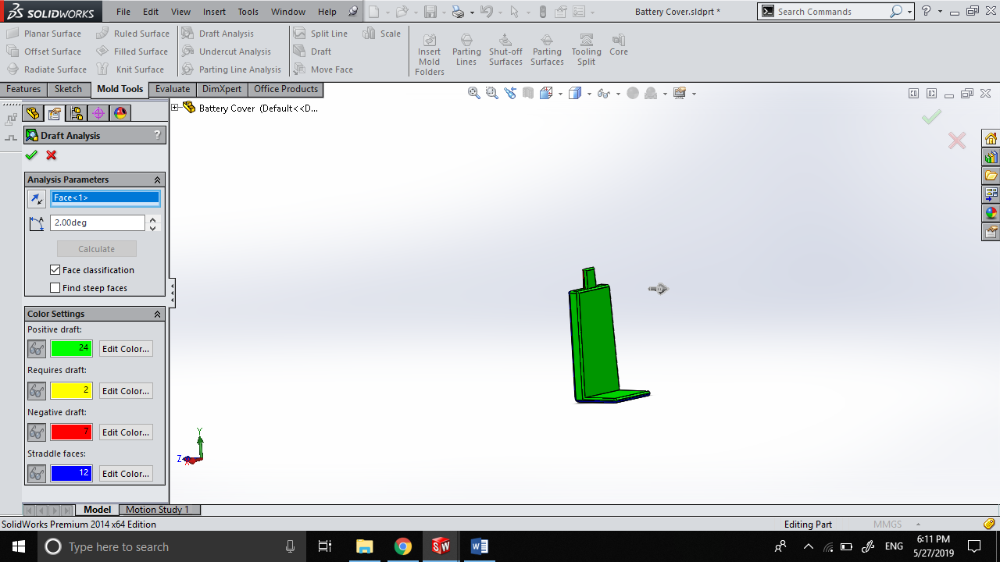 SOLIDWORKS File Edit View Insert Tools Window Help Battery Cover.sldprt * Search Commands ?
Planar Surface Ruled Surface Draft Analysis Split Line Scale
Offset Surface Filled Surface Undercut Analysis Draft
Radiate Surface Knit Surface Parting Line Analysis Move Face
Insert Mold Folders
Parting Lines
Shut-off Surfaces
Parting Surfaces
Tooling Split
Core
Features Sketch Mold Tools Evaluate DimXpert Office Products
Battery Cover (Default<<D...
Draft Analysis ?
Analysis Parameters
Face<1>
2.00deg
Calculate
Face classification
Find steep faces
Color Settings
Positive draft:
24 Edit Color...
Requires draft:
2 Edit Color...
Negative draft:
7 Edit Color...
Straddle faces:
12 Edit Color...
Y
Z
Model Motion Study 1
SolidWorks Premium 2014 x64 Edition Editing Part MMGS
Type here to search ENG 6:11 PM
5/27/2019